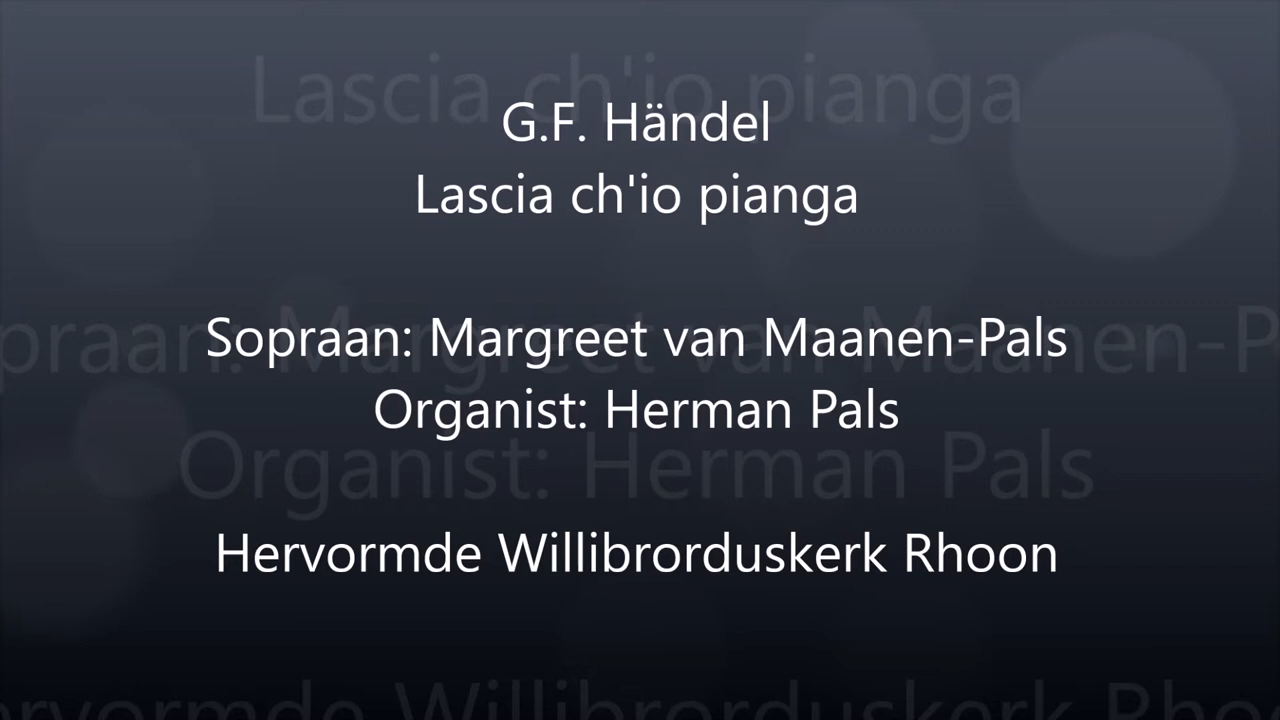 G.F. Händel
Lascia ch'io pianga
Sopraan: Margreet van Maanen-Pals
Organist: Herman Pals
Hervormde Willibrorduskerk Rhoon